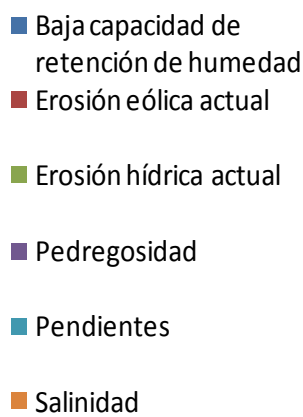 Baja capacidad de
retención de humedad
Erosión eólica actual
Erosión hídrica actual
Pedregosidad
Pendientes
Salinidad